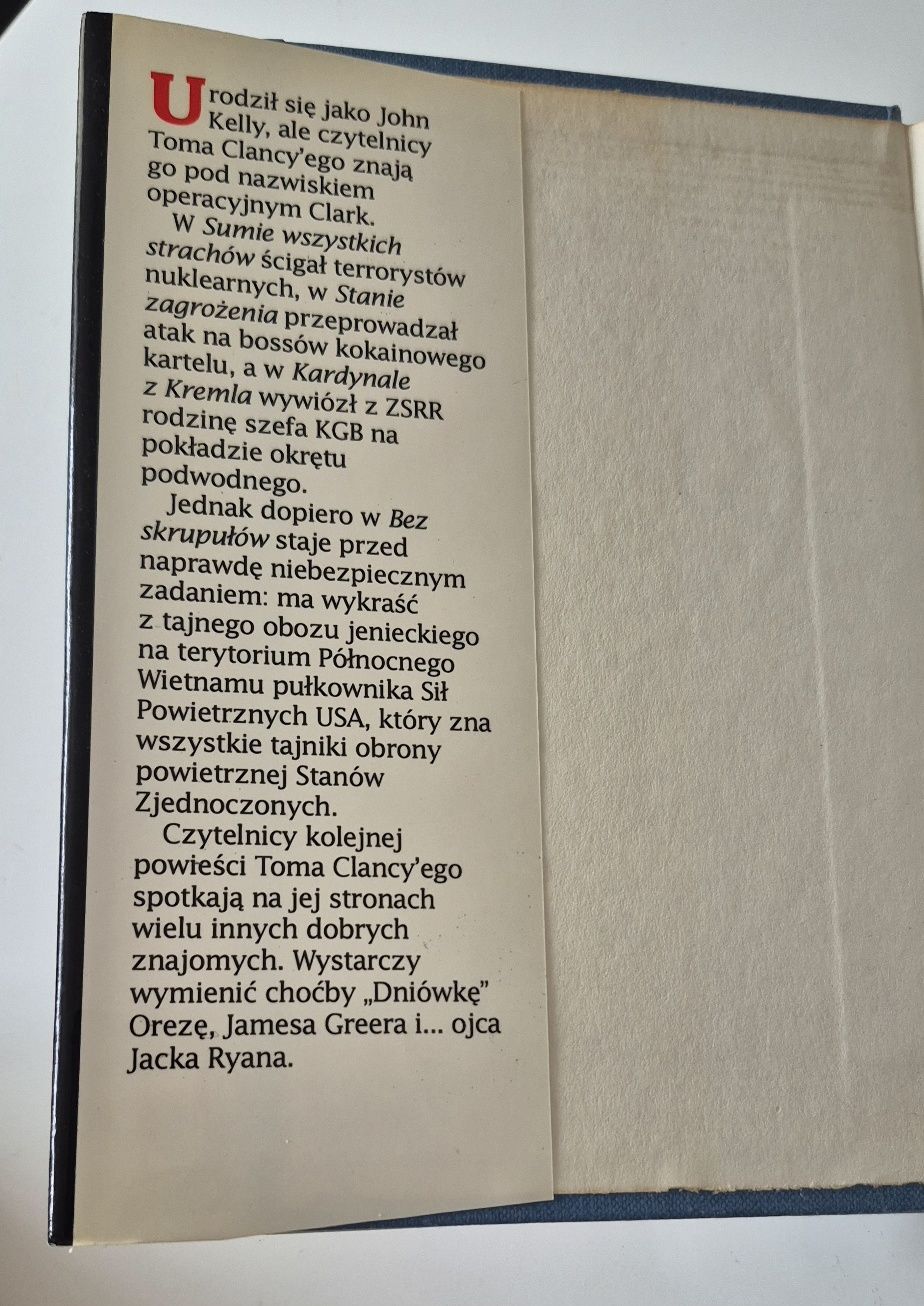 Urodził się jako John
Kelly, ale czytelnicy
Toma Clancy'ego znają
go pod nazwiskiem
operacyjnym Clark.
W Sumie wszystkich
strachów ścigał terrorystów
nuklearnych, w Stanie
zagrożenia przeprowadzał
atak na bossów kokainowego
kartelu, a w Kardynale
z Kremla wywiózł z ZSRR
rodzinę szefa KGB na
pokładzie okrętu
podwodnego.
Jednak dopiero w Bez
skrupułów staje przed
naprawdę niebezpiecznym
zadaniem: ma wykraść
z tajnego obozu jenieckiego
na terytorium Północnego
Wietnamu pułkownika Sił
Powietrznych USA, który zna
wszystkie tajniki obrony
powietrznej Stanów
Zjednoczonych.
Czytelnicy kolejnej
powieści Toma Clancy'ego
spotkają na jej stronach
wielu innych dobrych
znajomych. Wystarczy
wymienić choćby „Dniówkę”
Orezę, Jamesa Greera i... ojca
Jacka Ryana.